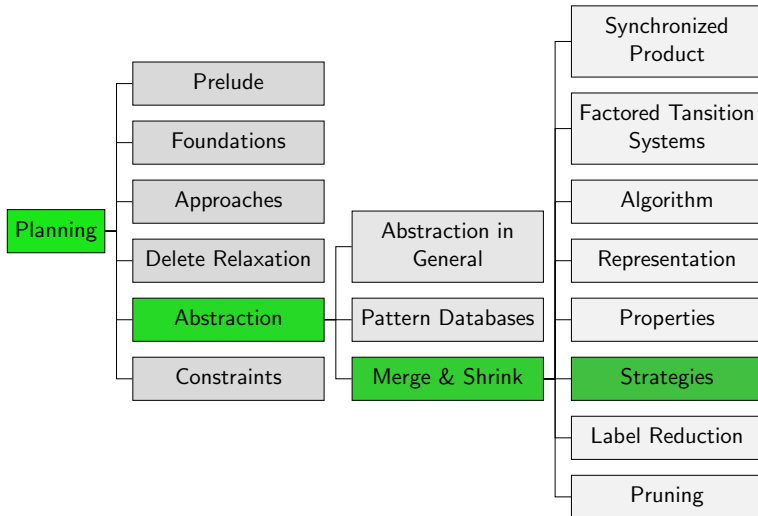 Planning
Prelude
Foundations
Approaches
Delete Relaxation
Abstraction
Constraints
Abstraction in
General
Pattern Databases
Merge & Shrink
Synchronized
Product
Factored Tansition
Systems
Algorithm
Representation
Properties
Strategies
Label Reduction
Pruning